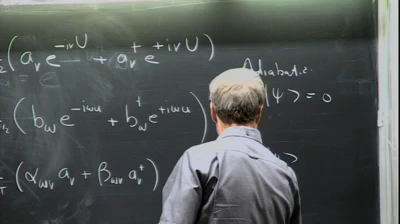 (a_ν e^{-iνU} + a_ν^† e^{+iνU}) Adiabatic
|ψ> = 0
(b_ω e^{-iωu} + b_ω^† e^{+iωu})
(α_{ων} a_ν + β_{ων} a_ν^†) >